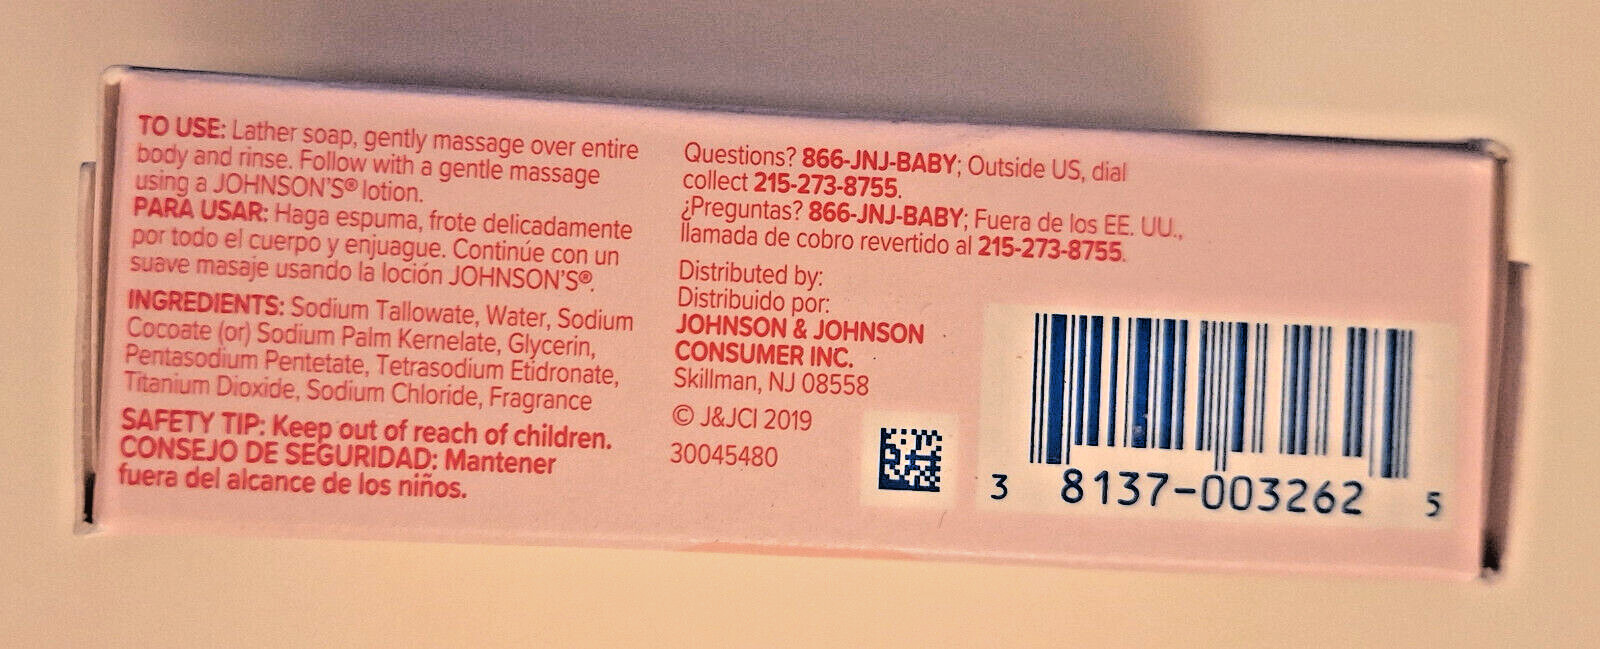 TO USE: Lather soap, gently massage over entire
body and rinse. Follow with a gentle massage
using a JOHNSON'S® lotion.
PARA USAR: Haga espuma, frote delicadamente
por todo el cuerpo y enjuague. Continúe con un
suave masaje usando la loción JOHNSON'S®.
INGREDIENTS: Sodium Tallowate, Water, Sodium
Cocoate (or) Sodium Palm Kernelate, Glycerin,
Pentasodium Pentetate, Tetrasodium Etidronate,
Titanium Dioxide, Sodium Chloride, Fragrance
SAFETY TIP: Keep out of reach of children.
CONSEJO DE SEGURIDAD: Mantener
fuera del alcance de los niños.
Questions? 866-JNJ-BABY; Outside US, dial
collect 215-273-8755.
¿Preguntas? 866-JNJ-BABY; Fuera de los EE. UU.,
llamada de cobro revertido al 215-273-8755.
Distributed by:
Distribuido por:
JOHNSON & JOHNSON
CONSUMER INC.
Skillman, NJ 08558
© J&JCI 2019
30045480
3 8137-003262 5